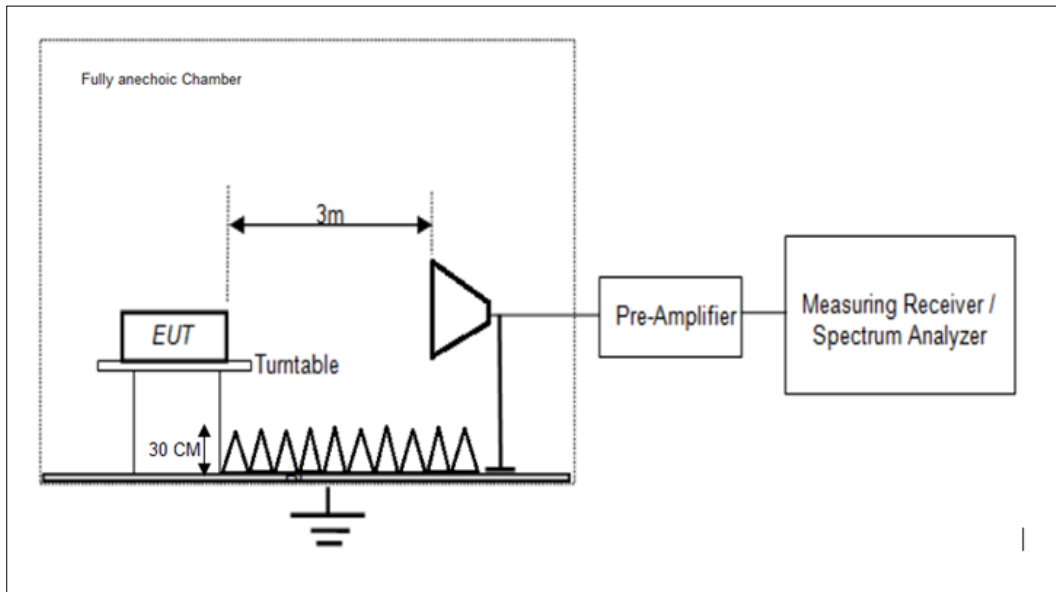 Fully anechoic Chamber
3m
EUT
Turntable
30 CM
Pre-Amplifier
Measuring Receiver /
Spectrum Analyzer